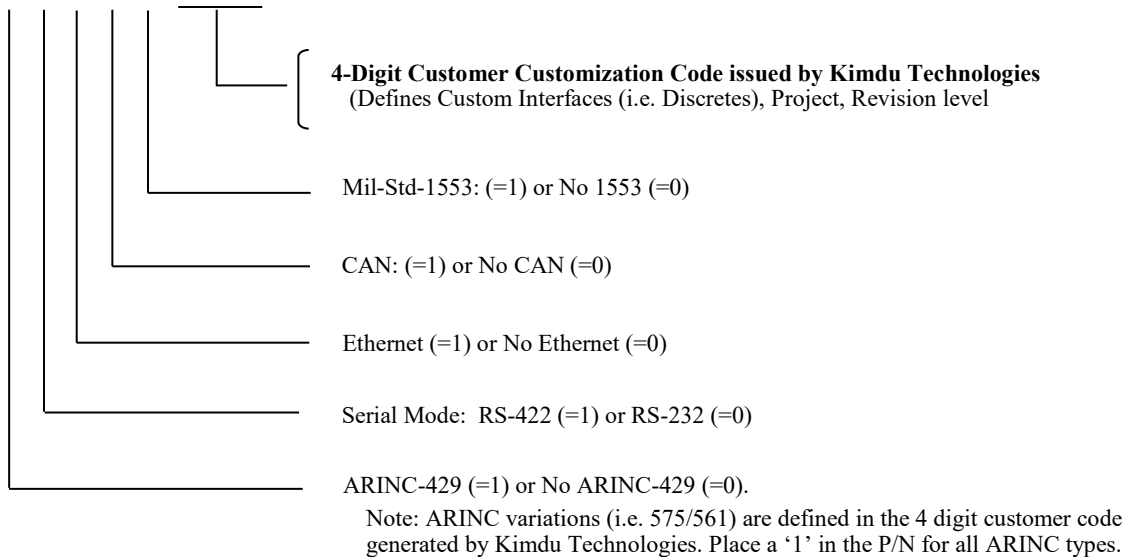 4-Digit Customer Customization Code issued by Kimdu Technologies
(Defines Custom Interfaces (i.e. Discretes), Project, Revision level
Mil-Std-1553: (=1) or No 1553 (=0)
CAN: (=1) or No CAN (=0)
Ethernet (=1) or No Ethernet (=0)
Serial Mode: RS-422 (=1) or RS-232 (=0)
ARINC-429 (=1) or No ARINC-429 (=0).
Note: ARINC variations (i.e. 575/561) are defined in the 4 digit customer code
generated by Kimdu Technologies. Place a ‘1’ in the P/N for all ARINC types.